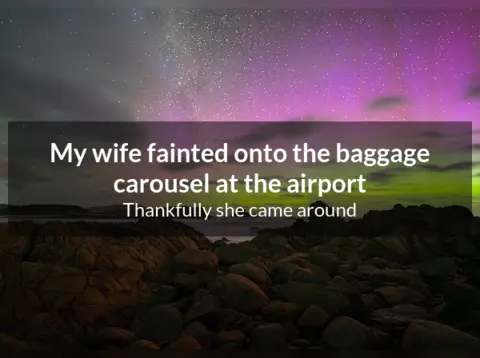 My wife fainted onto the baggage
carousel at the airport
Thankfully she came around